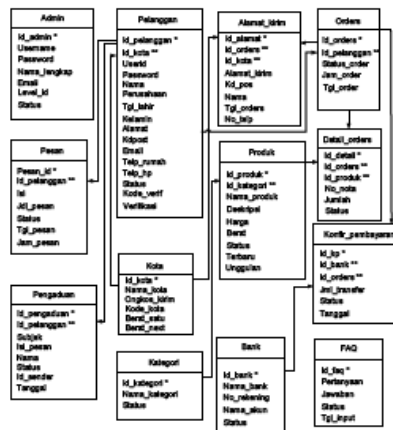 Admin
Id_admin *
Username
Password
Nama_lengkap
Email
Level_id
Status
Pelanggan
Id_pelanggan *
Id_kota **
Userid
Password
Nama
Perusahaan
Tgl_lahir
Kelamin
Alamat
Kdpost
Email
Telp_rumah
Telp_hp
Status
Kode_verif
Verifikasi
Alamat_kirim
Id_alamat *
Id_orders **
Id_kota **
Alamat_kirim
Kd_pos
Nama
Tgl_orders
No_telp
Orders
Id_orders *
Id_pelanggan **
Status_order
Jam_order
Tgl_order
Pesan
Pesan_id *
Id_pelanggan **
Isi
Jdl_pesan
Status
Tgl_pesan
Jam_pesan
Produk
Id_produk *
Id_kategori **
Nama_produk
Deskripsi
Harga
Berat
Status
Terbaru
Unggulan
Detail_orders
Id_detail *
Id_orders **
Id_produk **
No_nota
Jumlah
Status
Konfir_pembayaran
Id_kp *
Id_bank **
Id_orders **
Jml_transfer
Status
Tanggal
Kota
Id_kota *
Nama_kota
Ongkos_kirim
Kode_kota
Berat_satu
Berat_next
Pengaduan
Id_pengaduan *
Id_pelanggan **
Subjek
Isi_pesan
Nama
Status
Id_sender
Tanggal
Kategori
Id_kategori *
Nama_kategori
Status
Bank
Id_bank *
Nama_bank
No_rekening
Nama_akun
Status
FAQ
Id_faq *
Pertanyaan
Jawaban
Status
Tgl_input